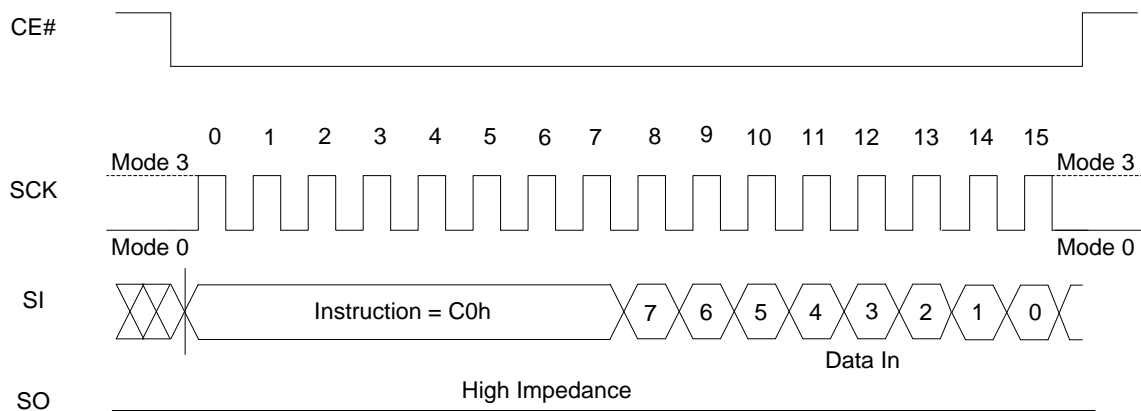 CE#
0 1 2 3 4 5 6 7 8 9 10 11 12 13 14 15
Mode 3 Mode 3
SCK
Mode 0 Mode 0
SI Instruction = C0h 7 6 5 4 3 2 1 0
Data In
High Impedance
SO